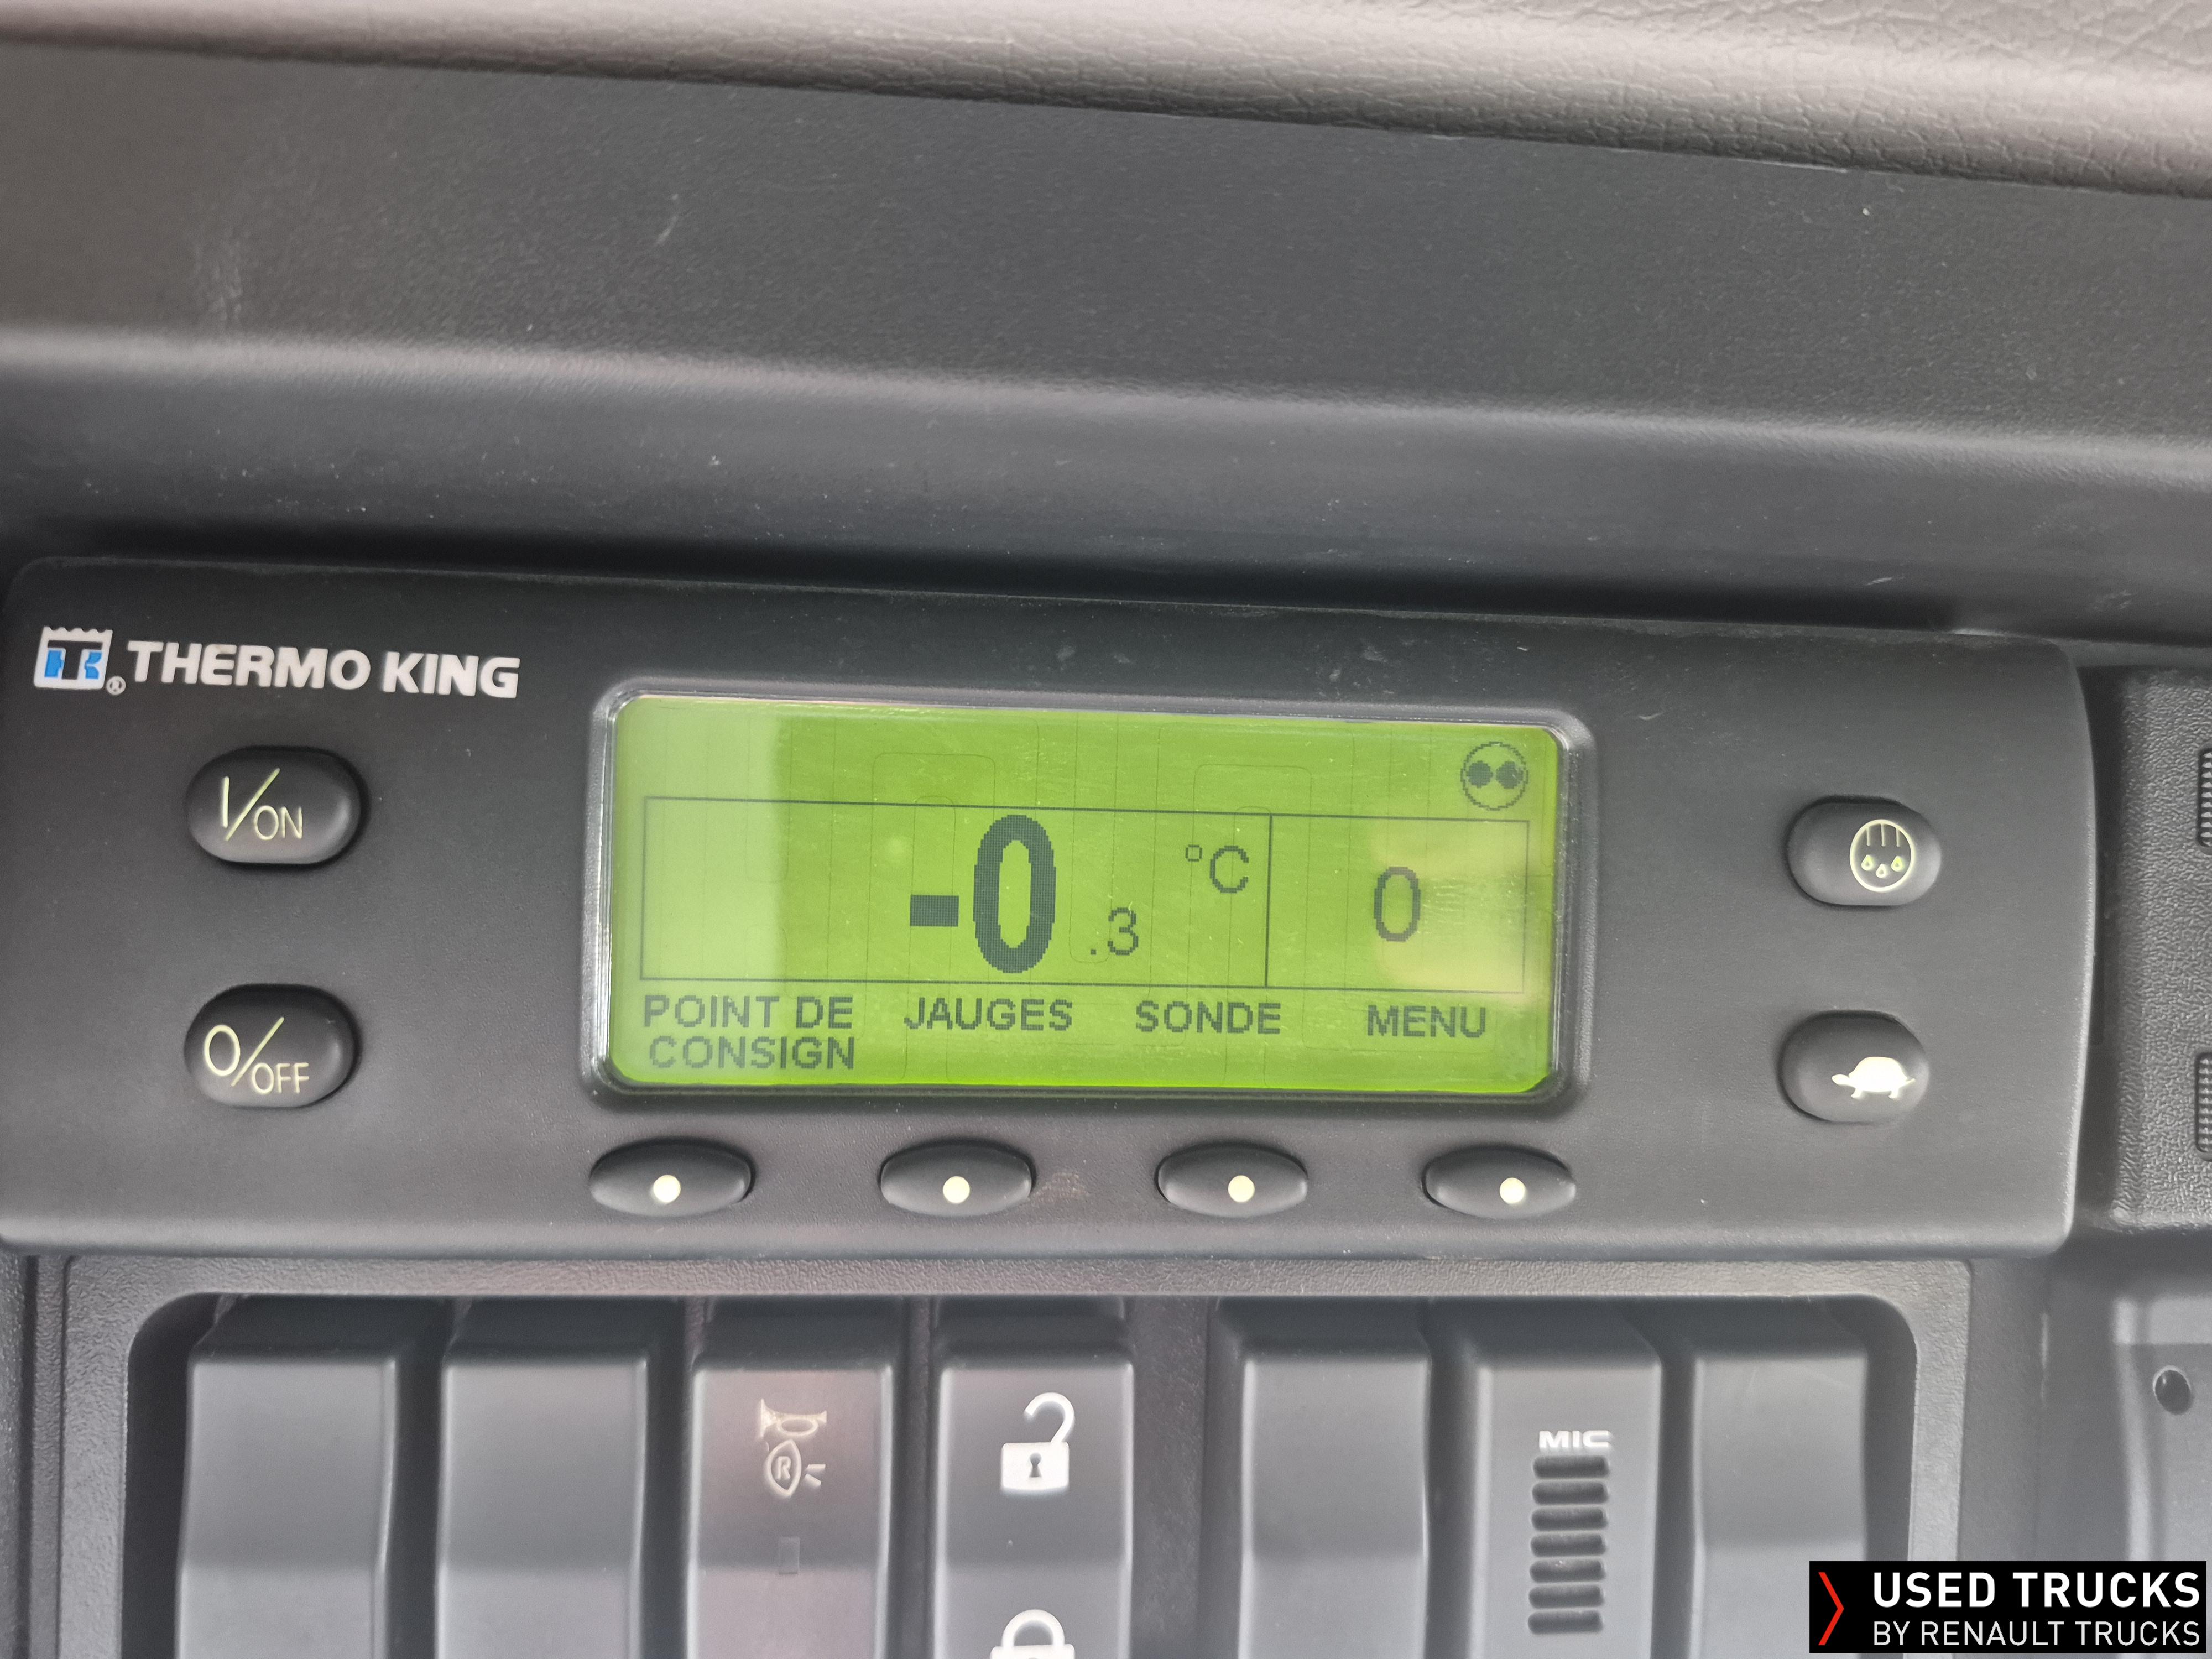 THERMO KING
I/ON
-0.3 °C
0
POINT DE
CONSIGN
JAUGES
SONDE
MENU
O/OFF
R
MIC
USED TRUCKS
BY RENAULT TRUCKS